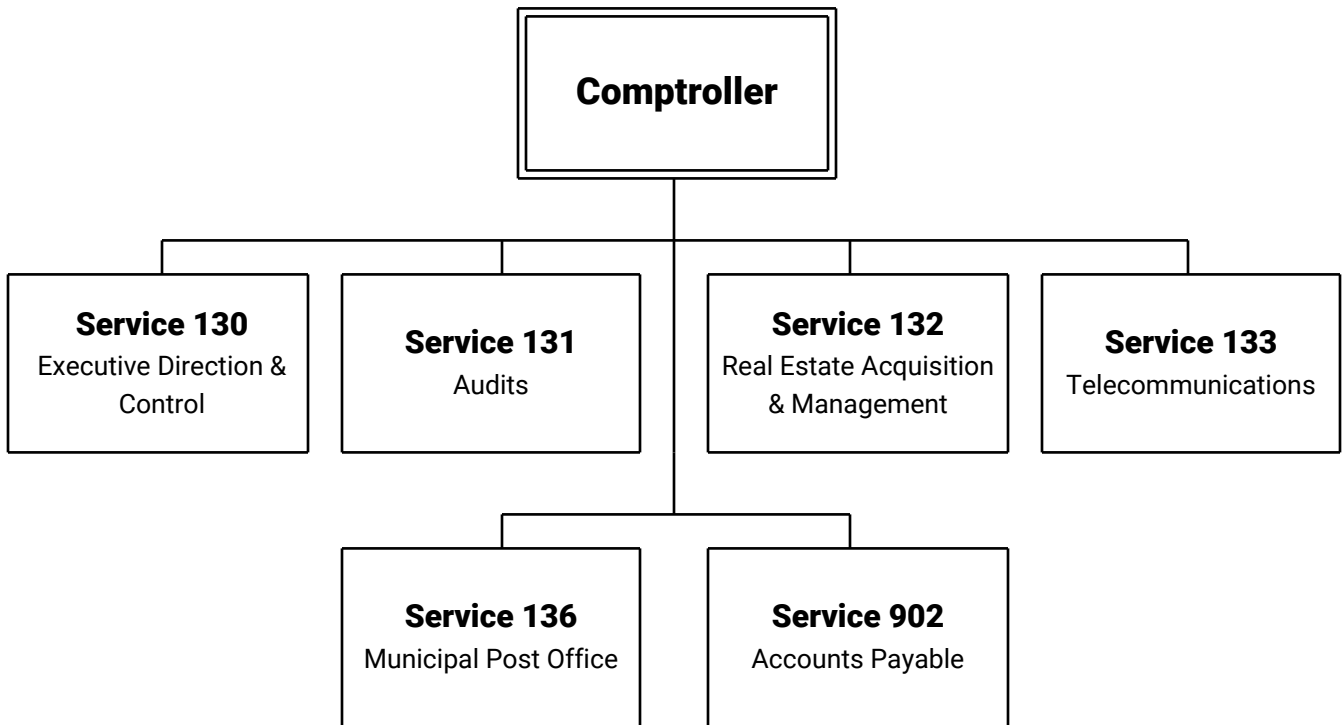 Comptroller
Service 130
Executive Direction &
Control
Service 131
Audits
Service 132
Real Estate Acquisition
& Management
Service 133
Telecommunications
Service 136
Municipal Post Office
Service 902
Accounts Payable